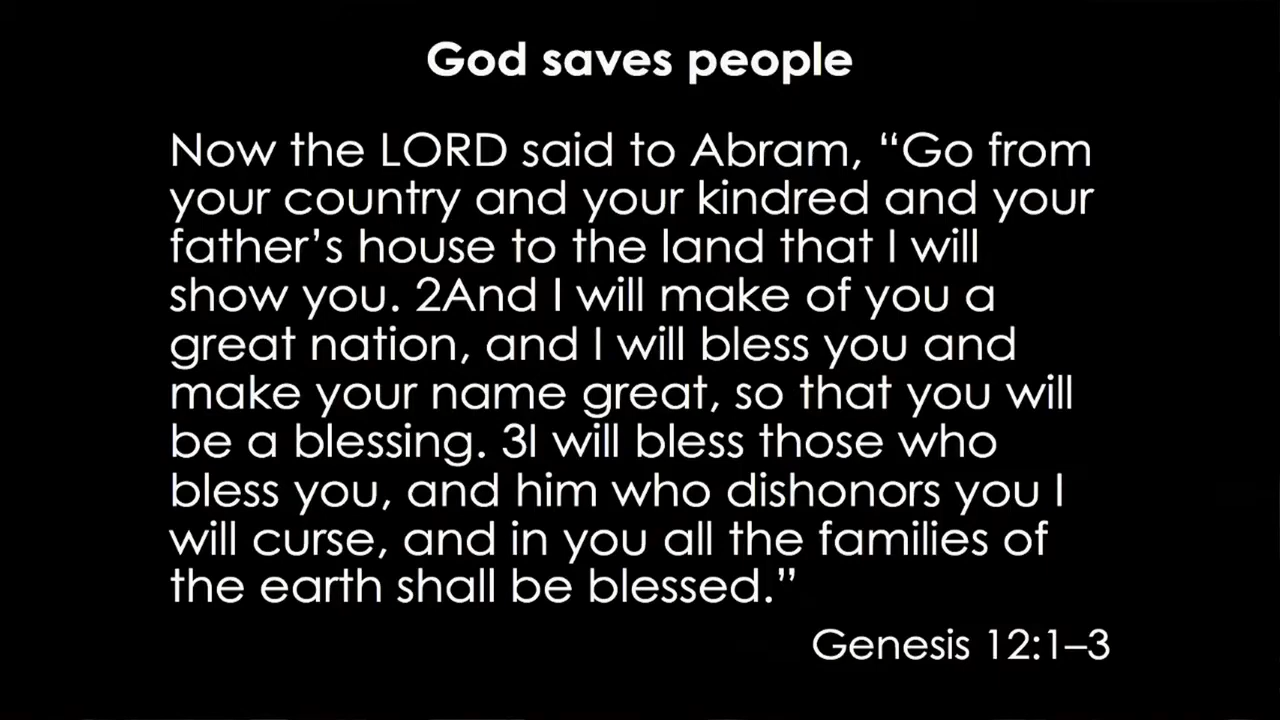 God saves people
Now the LORD said to Abram, “Go from
your country and your kindred and your
father’s house to the land that I will
show you. 2And I will make of you a
great nation, and I will bless you and
make your name great, so that you will
be a blessing. 3I will bless those who
bless you, and him who dishonors you I
will curse, and in you all the families of
the earth shall be blessed.”
Genesis 12:1–3